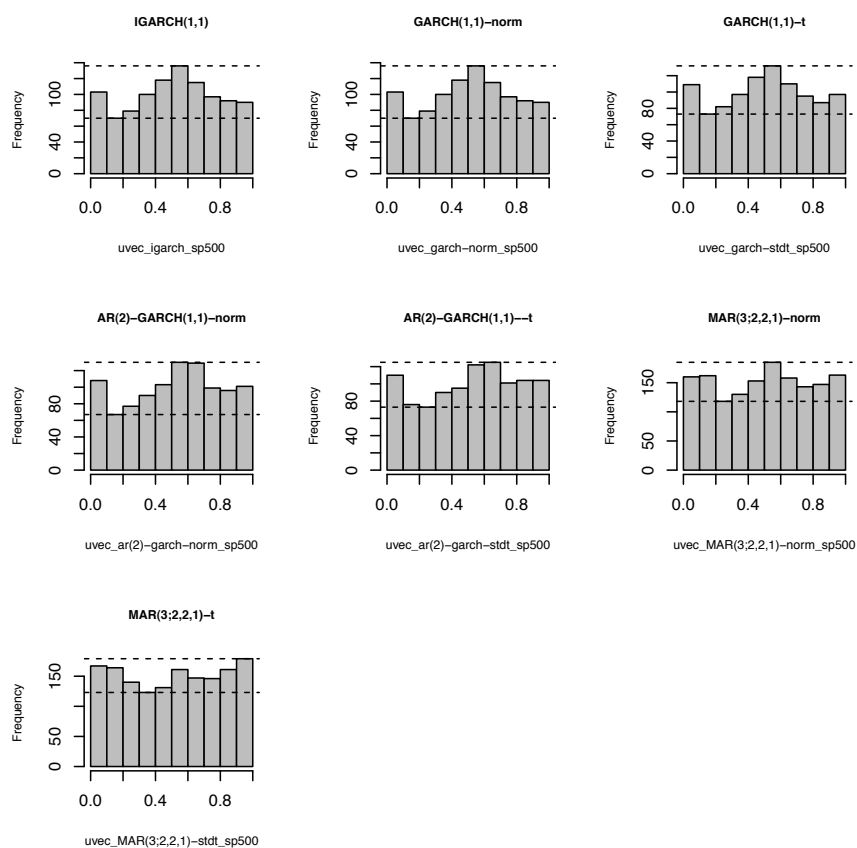 IGARCH(1,1)
Frequency
0 40 100
0.0 0.4 0.8
uvec_igarch_sp500
GARCH(1,1)−norm
Frequency
0 40 100
0.0 0.4 0.8
uvec_garch−norm_sp500
GARCH(1,1)−t
Frequency
0 40 80
0.0 0.4 0.8
uvec_garch−stdt_sp500
AR(2)−GARCH(1,1)−norm
Frequency
0 40 80
0.0 0.4 0.8
uvec_ar(2)−garch−norm_sp500
AR(2)−GARCH(1,1)−−t
Frequency
0 40 80
0.0 0.4 0.8
uvec_ar(2)−garch−stdt_sp500
MAR(3;2,2,1)−norm
Frequency
0 50 150
0.0 0.4 0.8
uvec_MAR(3;2,2,1)−norm_sp500
MAR(3;2,2,1)−t
Frequency
0 50 150
0.0 0.4 0.8
uvec_MAR(3;2,2,1)−stdt_sp500